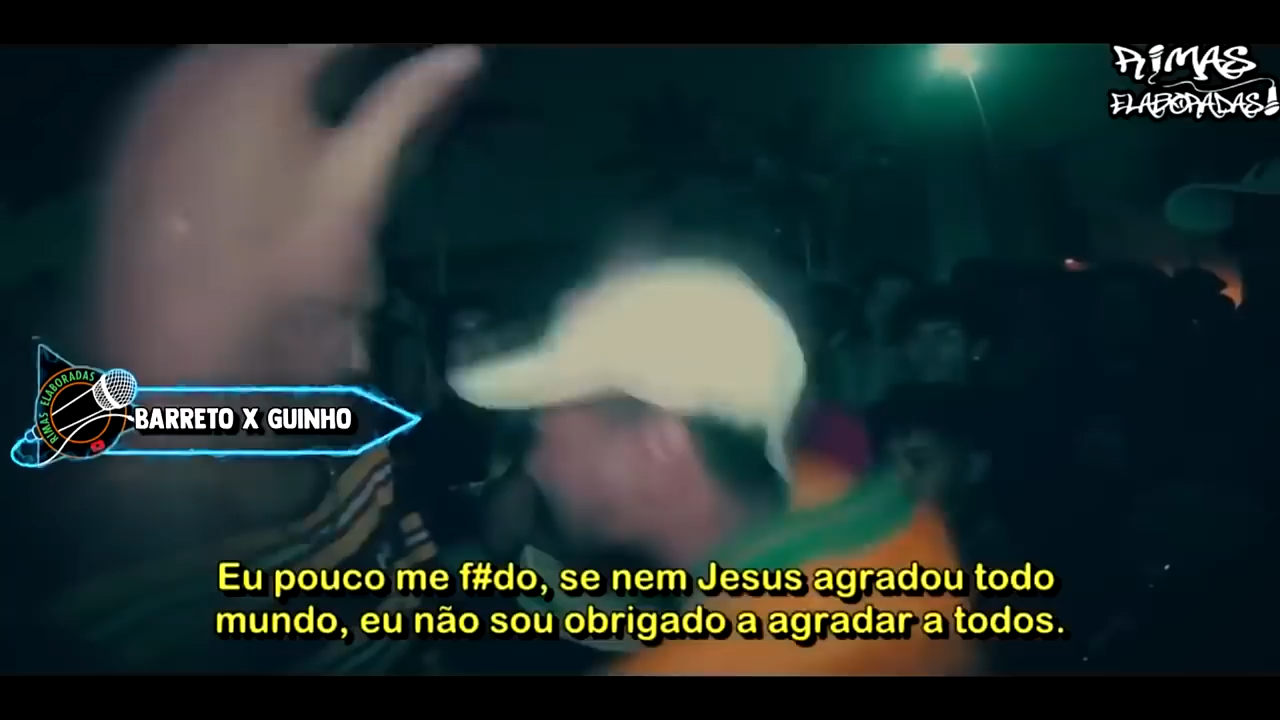 RIMAS
ELABORADAS!
RIMAS ELABORADAS
BARRETO X GUINHO
Eu pouco me f#do, se nem Jesus agradou todo
mundo, eu não sou obrigado a agradar a todos.